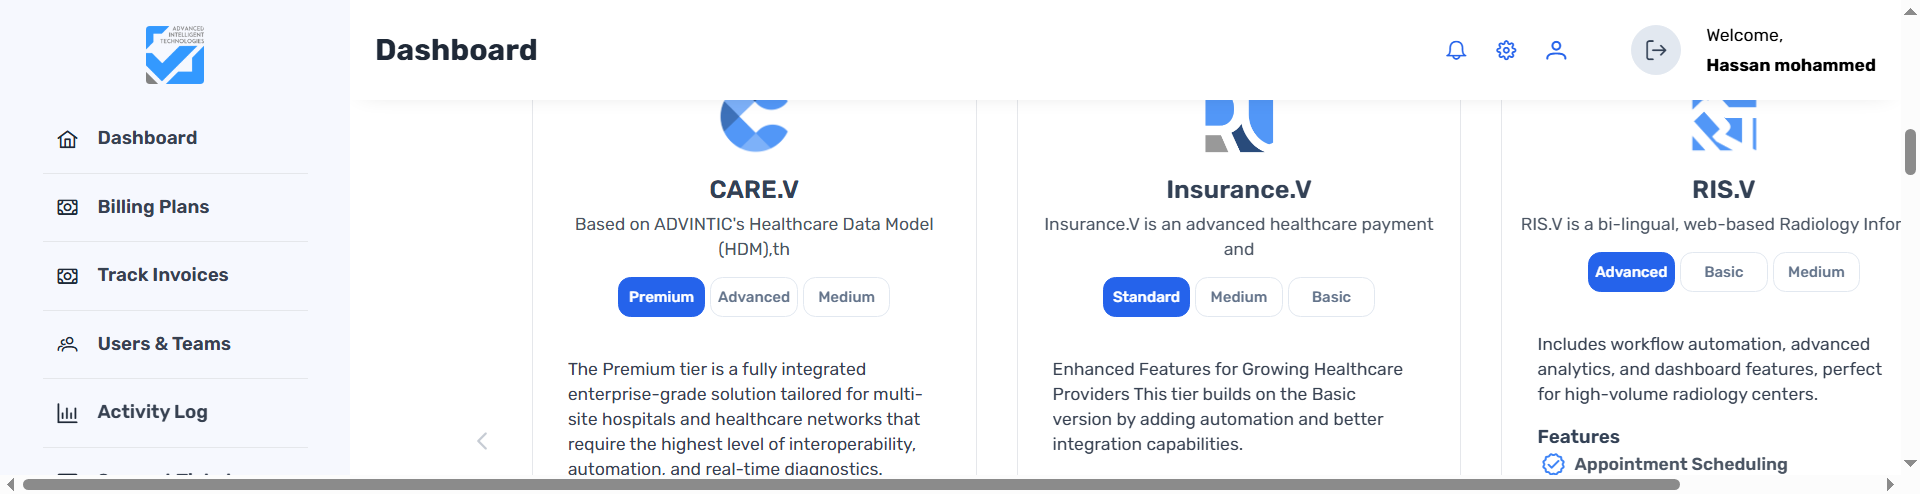 ADVANCED
INTELLIGENT
TECHNOLOGIES
Dashboard
Billing Plans
Track Invoices
Users & Teams
Activity Log
Dashboard
Welcome,
Hassan mohammed
CARE.V
Based on ADVINTIC's Healthcare Data Model
(HDM),th
Premium
Advanced
Medium
The Premium tier is a fully integrated
enterprise-grade solution tailored for multi-
site hospitals and healthcare networks that
require the highest level of interoperability,
automation, and real-time diagnostics.
Insurance.V
Insurance.V is an advanced healthcare payment
and
Standard
Medium
Basic
Enhanced Features for Growing Healthcare
Providers This tier builds on the Basic
version by adding automation and better
integration capabilities.
RIS.V
RIS.V is a bi-lingual, web-based Radiology Infor
Advanced
Basic
Medium
Includes workflow automation, advanced
analytics, and dashboard features, perfect
for high-volume radiology centers.
Features
Appointment Scheduling